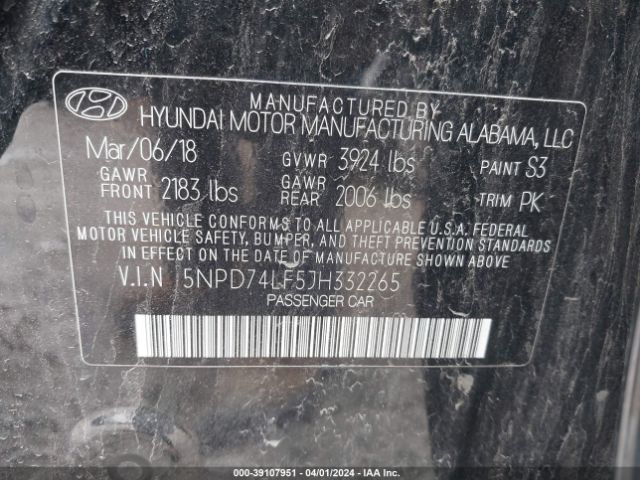 MANUFACTURED BY
HYUNDAI MOTOR MANUFACTURING ALABAMA, LLC
Mar/06/18 GVWR 3924 lbs PAINT S3
GAWR FRONT 2183 lbs GAWR REAR 2006 lbs TRIM PK
THIS VEHICLE CONFORMS TO ALL APPLICABLE U.S.A. FEDERAL
MOTOR VEHICLE SAFETY, BUMPER, AND THEFT PREVENTION STANDARDS
IN EFFECT ON THE DATE OF MANUFACTURE SHOWN ABOVE
V.I.N 5NPD74LF5JH332265
PASSENGER CAR
000-39107951 | 04/01/2024 | IAA Inc.